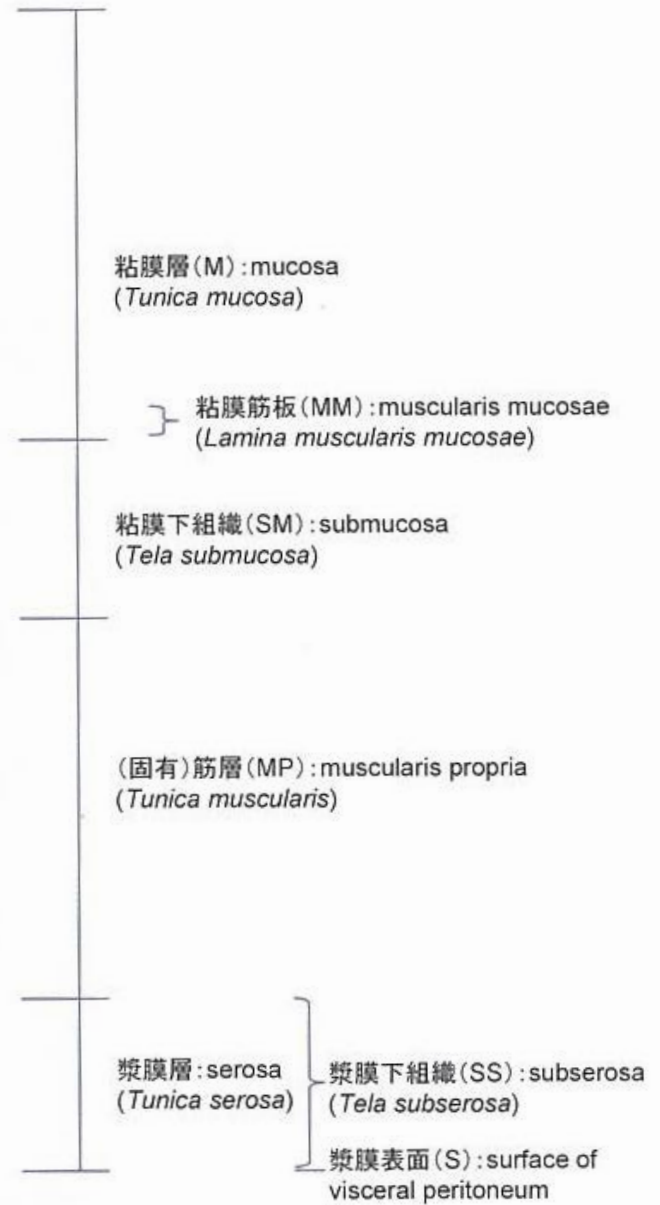 粘膜層(M):mucosa
(Tunica mucosa)
粘膜筋板(MM):muscularis mucosae
(Lamina muscularis mucosae)
粘膜下組織(SM):submucosa
(Tela submucosa)
(固有)筋層(MP):muscularis propria
(Tunica muscularis)
漿膜層:serosa
(Tunica serosa)
漿膜下組織(SS):subserosa
(Tela subserosa)
漿膜表面(S):surface of
visceral peritoneum